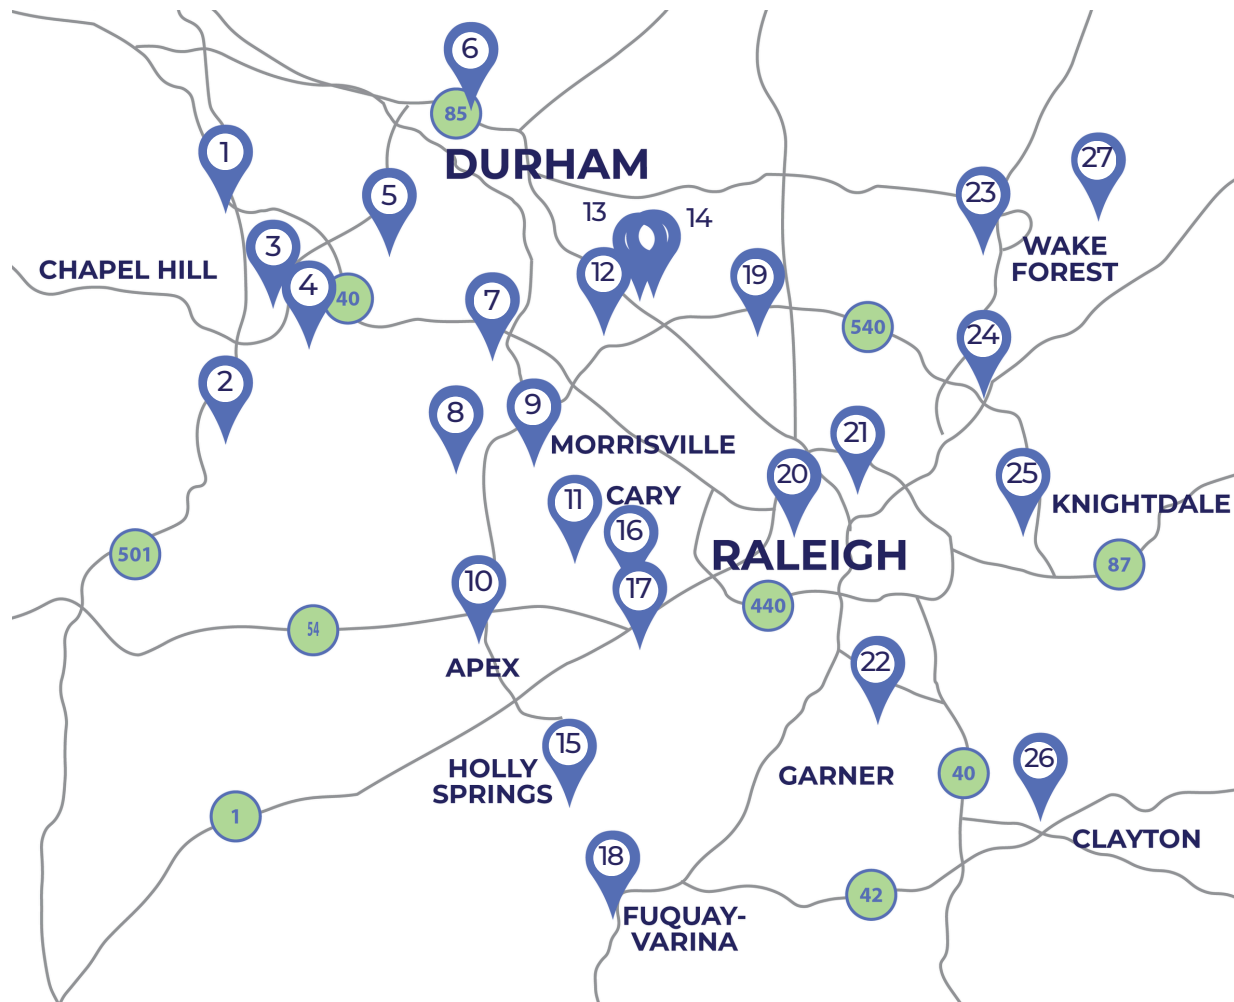 6
85
1
DURHAM
27
5
23
13
14
3
WAKE
FOREST
CHAPEL HILL
12
19
4
40
7
540
24
2
8
9
21
MORRISVILLE
20
25
11
CARY
KNIGHTDALE
16
501
RALEIGH
87
10
17
440
54
APEX
22
15
HOLLY
SPRINGS
GARNER
40
26
1
CLAYTON
18
42
FUQUAY-
VARINA